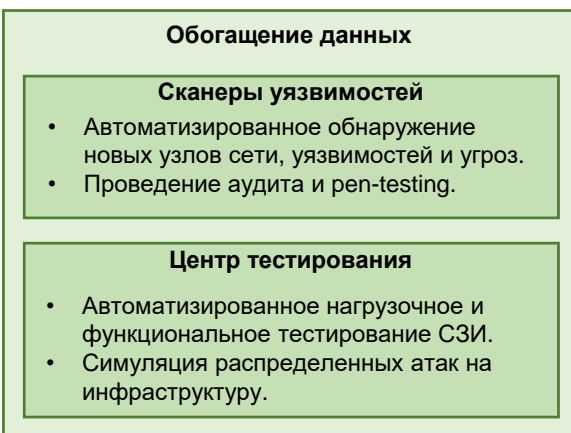 Обогащение данных
Сканеры уязвимостей
• Автоматизированное обнаружение
новых узлов сети, уязвимостей и угроз.
• Проведение аудита и pen-testing.
Центр тестирования
• Автоматизированное нагрузочное и
функциональное тестирование СЗИ.
• Симуляция распределенных атак на
инфраструктуру.